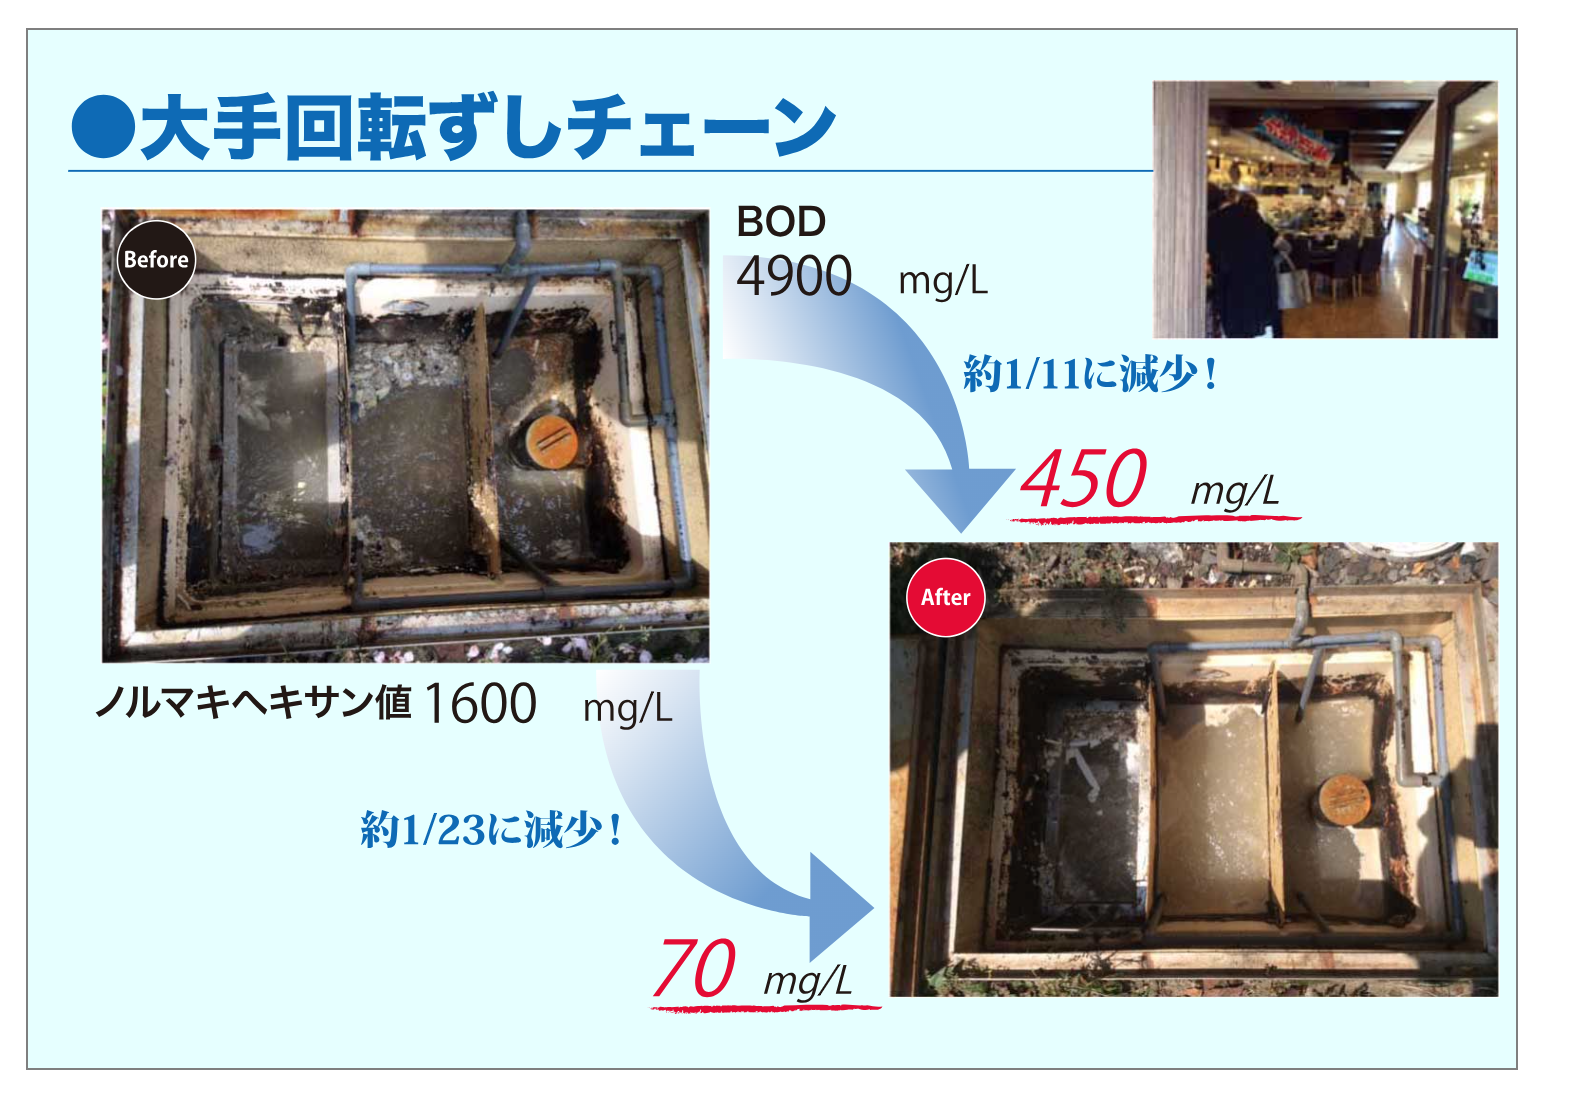 ●大手回転ずしチェーン
Before
BOD
4900 mg/L
約1/11に減少！
450 mg/L
After
ノルマキヘキサン値 1600 mg/L
約1/23に減少！
70 mg/L